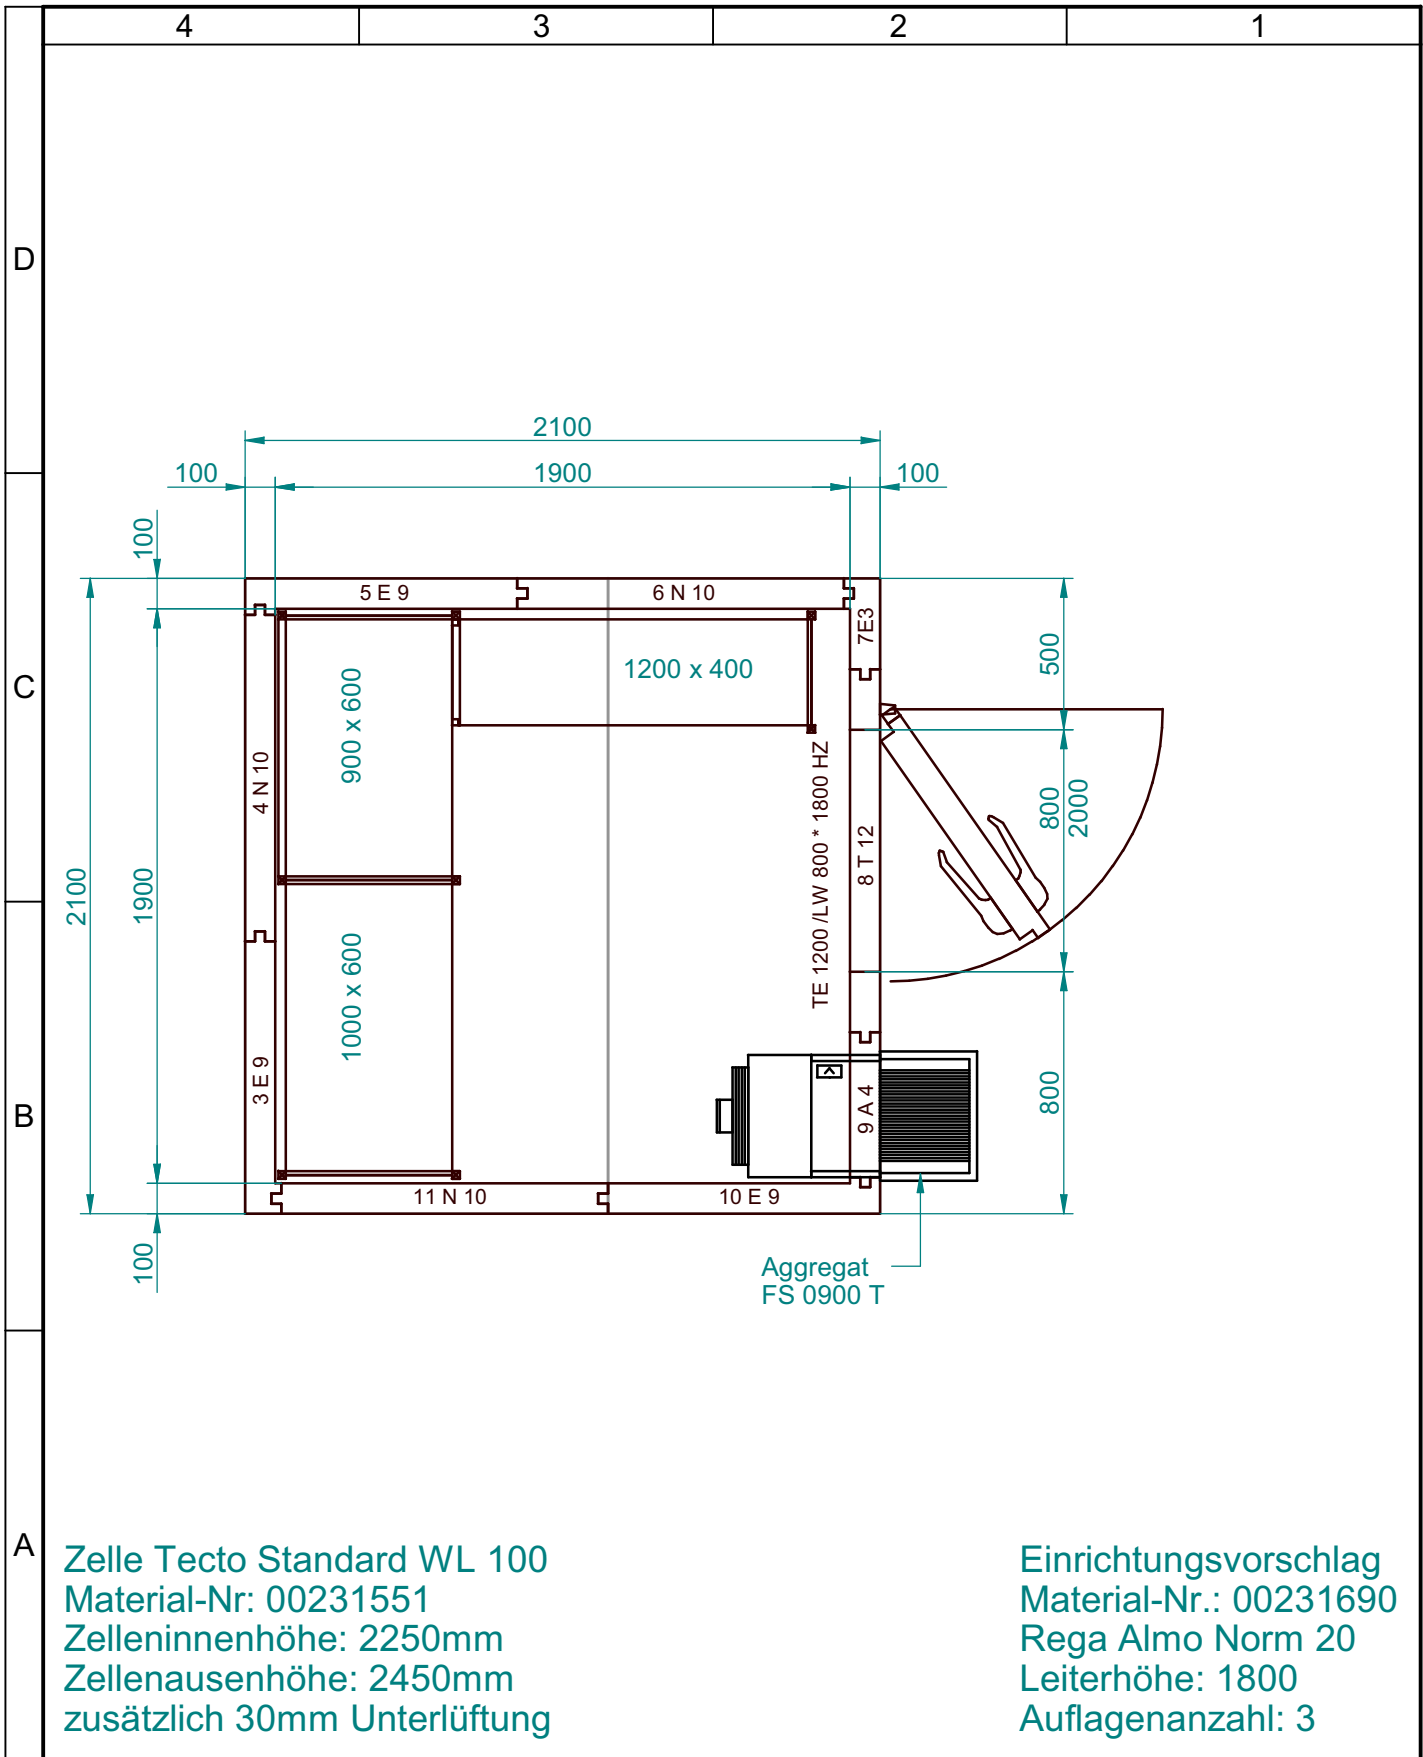 4
3
2
1
D
C
B
A
2100
100
1900
100
100
2100
1900
100
5 E 9
6 N 10
7E3
500
1200 x 400
900 x 600
4 N 10
TE 1200 /LW 800 * 1800 HZ
8 T 12
800
2000
1000 x 600
3 E 9
9 A 4
800
11 N 10
10 E 9
Aggregat
FS 0900 T
Zelle Tecto Standard WL 100
Material-Nr: 00231551
Zelleninnenhöhe: 2250mm
Zellenausenhöhe: 2450mm
zusätzlich 30mm Unterlüftung
Einrichtungsvorschlag
Material-Nr.: 00231690
Rega Almo Norm 20
Leiterhöhe: 1800
Auflagenanzahl: 3